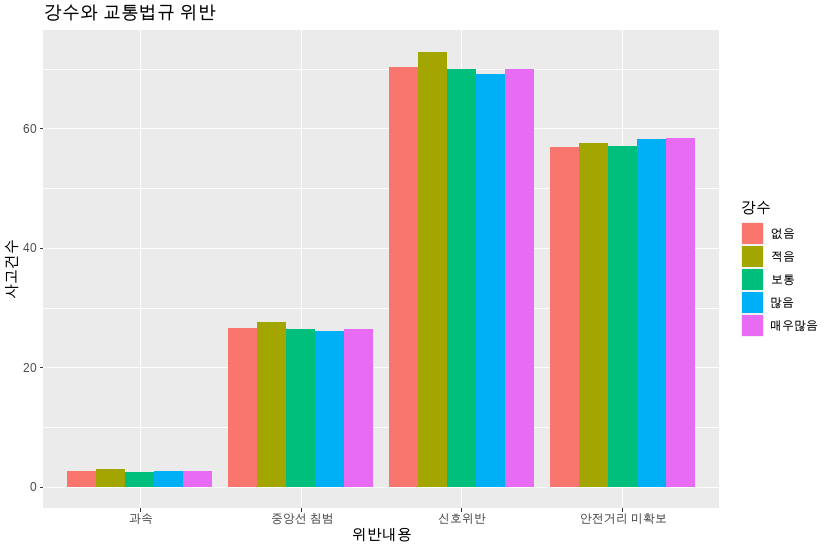 강수와 교통법규 위반
사고건수
60
40
20
0
과속
중앙선 침범
신호위반
안전거리 미확보
위반내용
강수
없음
적음
보통
많음
매우많음